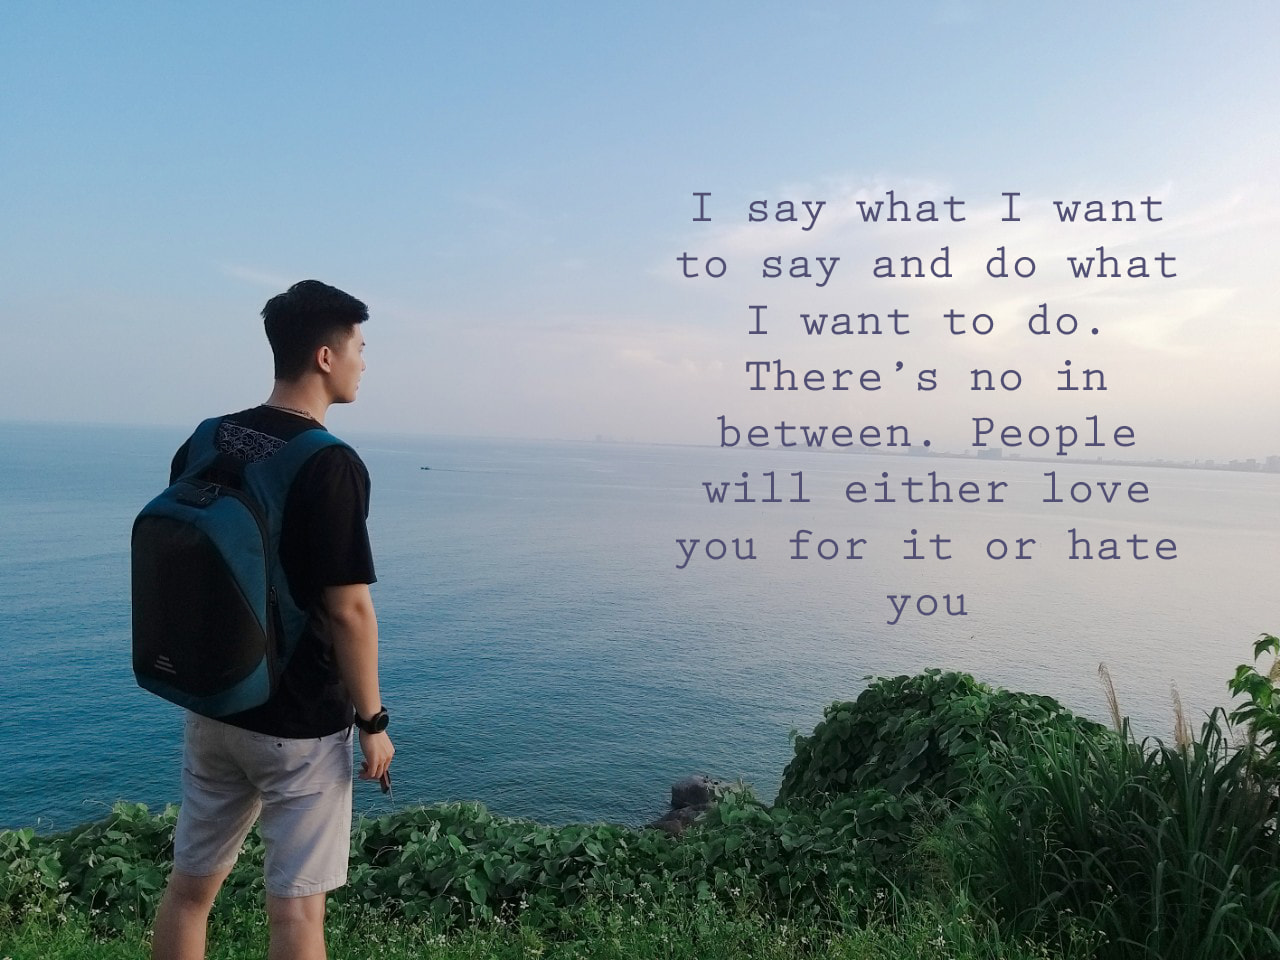 I say what I want
to say and do what
I want to do.
There’s no in
between. People
will either love
you for it or hate
you